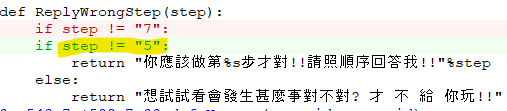 def ReplyWrongStep(step):
    if step != "7":
    if step != "5":
        return "你應該做第%s步才對!!請照順序回答我!!"%step
    else:
        return "想試試看會發生甚麼事對不對? 才 不 給 你玩!!"